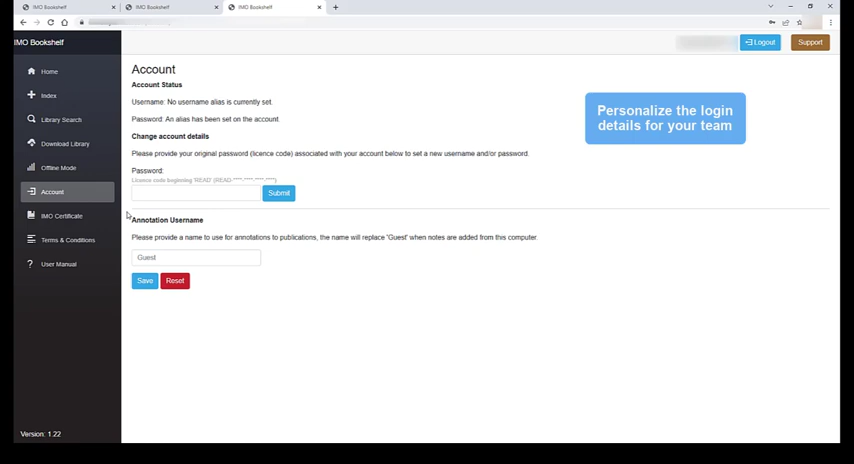 IMO Bookshelf
IMO Bookshelf
IMO Bookshelf
IMO Bookshelf
Logout
Support
Home
Index
Library Search
Download Library
Offline Mode
Account
IMO Certificate
Terms & Conditions
User Manual
Version: 1.22
Account
Account Status
Username: No username alias is currently set.
Password: An alias has been set on the account.
Change account details
Please provide your original password (licence code) associated with your account below to set a new username and/or password.
Password:
Licence code beginning 'READ' (READ-****-****-****-****)
Submit
Annotation Username
Please provide a name to use for annotations to publications, the name will replace 'Guest' when notes are added from this computer.
Guest
Save Reset
Personalize the login
details for your team